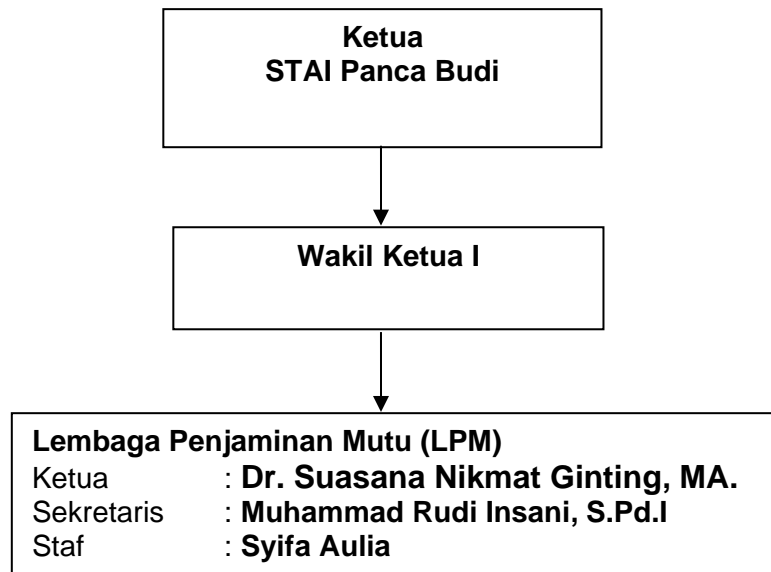 Ketua
STAI Panca Budi
Wakil Ketua I
Lembaga Penjaminan Mutu (LPM)
Ketua : Dr. Suasana Nikmat Ginting, MA.
Sekretaris : Muhammad Rudi Insani, S.Pd.I
Staf : Syifa Aulia